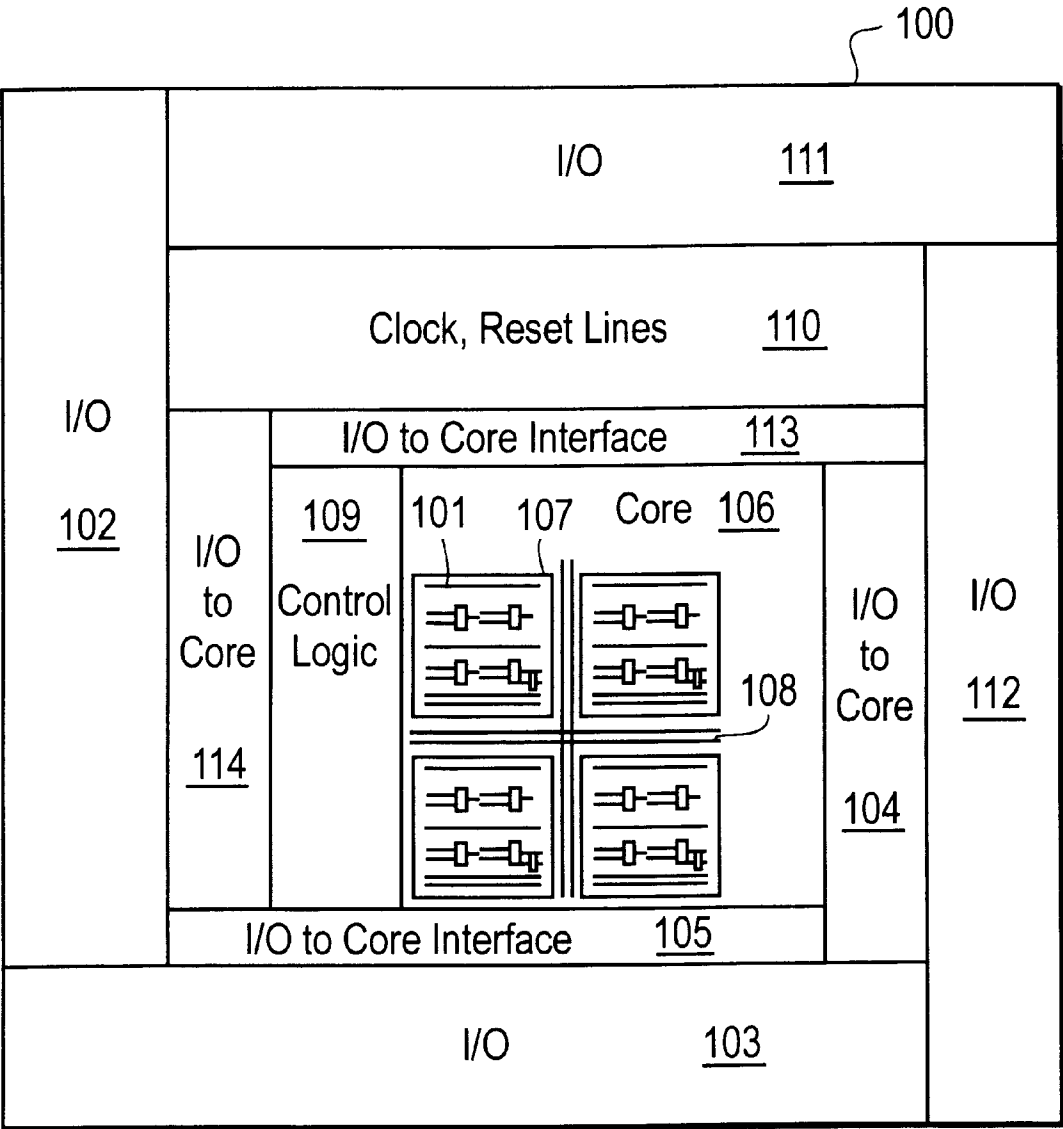 100
I/O 111
Clock, Reset Lines 110
I/O
102
I/O to Core Interface 113
I/O
to
Core
114
109
Control
Logic
101
107
Core 106
108
I/O
to
Core
104
I/O
112
I/O to Core Interface 105
I/O 103